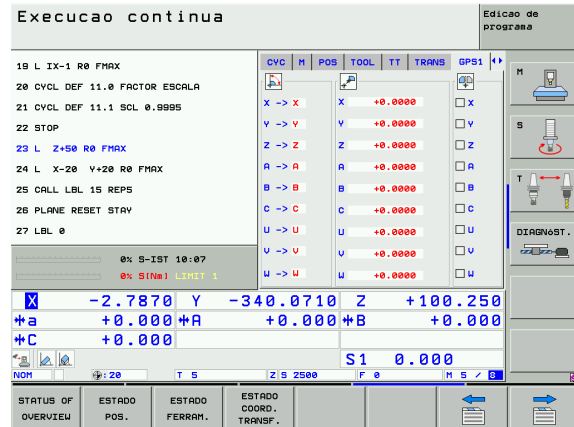 Execucao continua
Edicao de
programa
19 L IX-1 R0 FMAX
20 CYCL DEF 11.0 FACTOR ESCALA
21 CYCL DEF 11.1 SCL 0.9995
22 STOP
23 L Z+50 R0 FMAX
24 L X-20 Y+20 R0 FMAX
25 CALL LBL 15 REP5
26 PLANE RESET STAY
27 LBL 0
0% S-IST 10:07
0% S[Nm] LIMIT 1
CYC M POS TOOL TT TRANS GPS1
X -> X X +0.0000 X
Y -> Y Y +0.0000 Y
Z -> Z Z +0.0000 Z
A -> A A +0.0000 A
B -> B B +0.0000 B
C -> C C +0.0000 C
U -> U U +0.0000 U
V -> V V +0.0000 V
W -> W W +0.0000 W
M
S
T
DIAGNóST.
X -2.7870 Y -340.0710 Z +100.250
a +0.000 A +0.000 B +0.000
C +0.000
S1 0.000
NOM : 20 T 5 Z S 2500 F 0 M 5 / 8
STATUS OF
OVERVIEW
ESTADO
POS.
ESTADO
FERRAM.
ESTADO
COORD.
TRANSF.